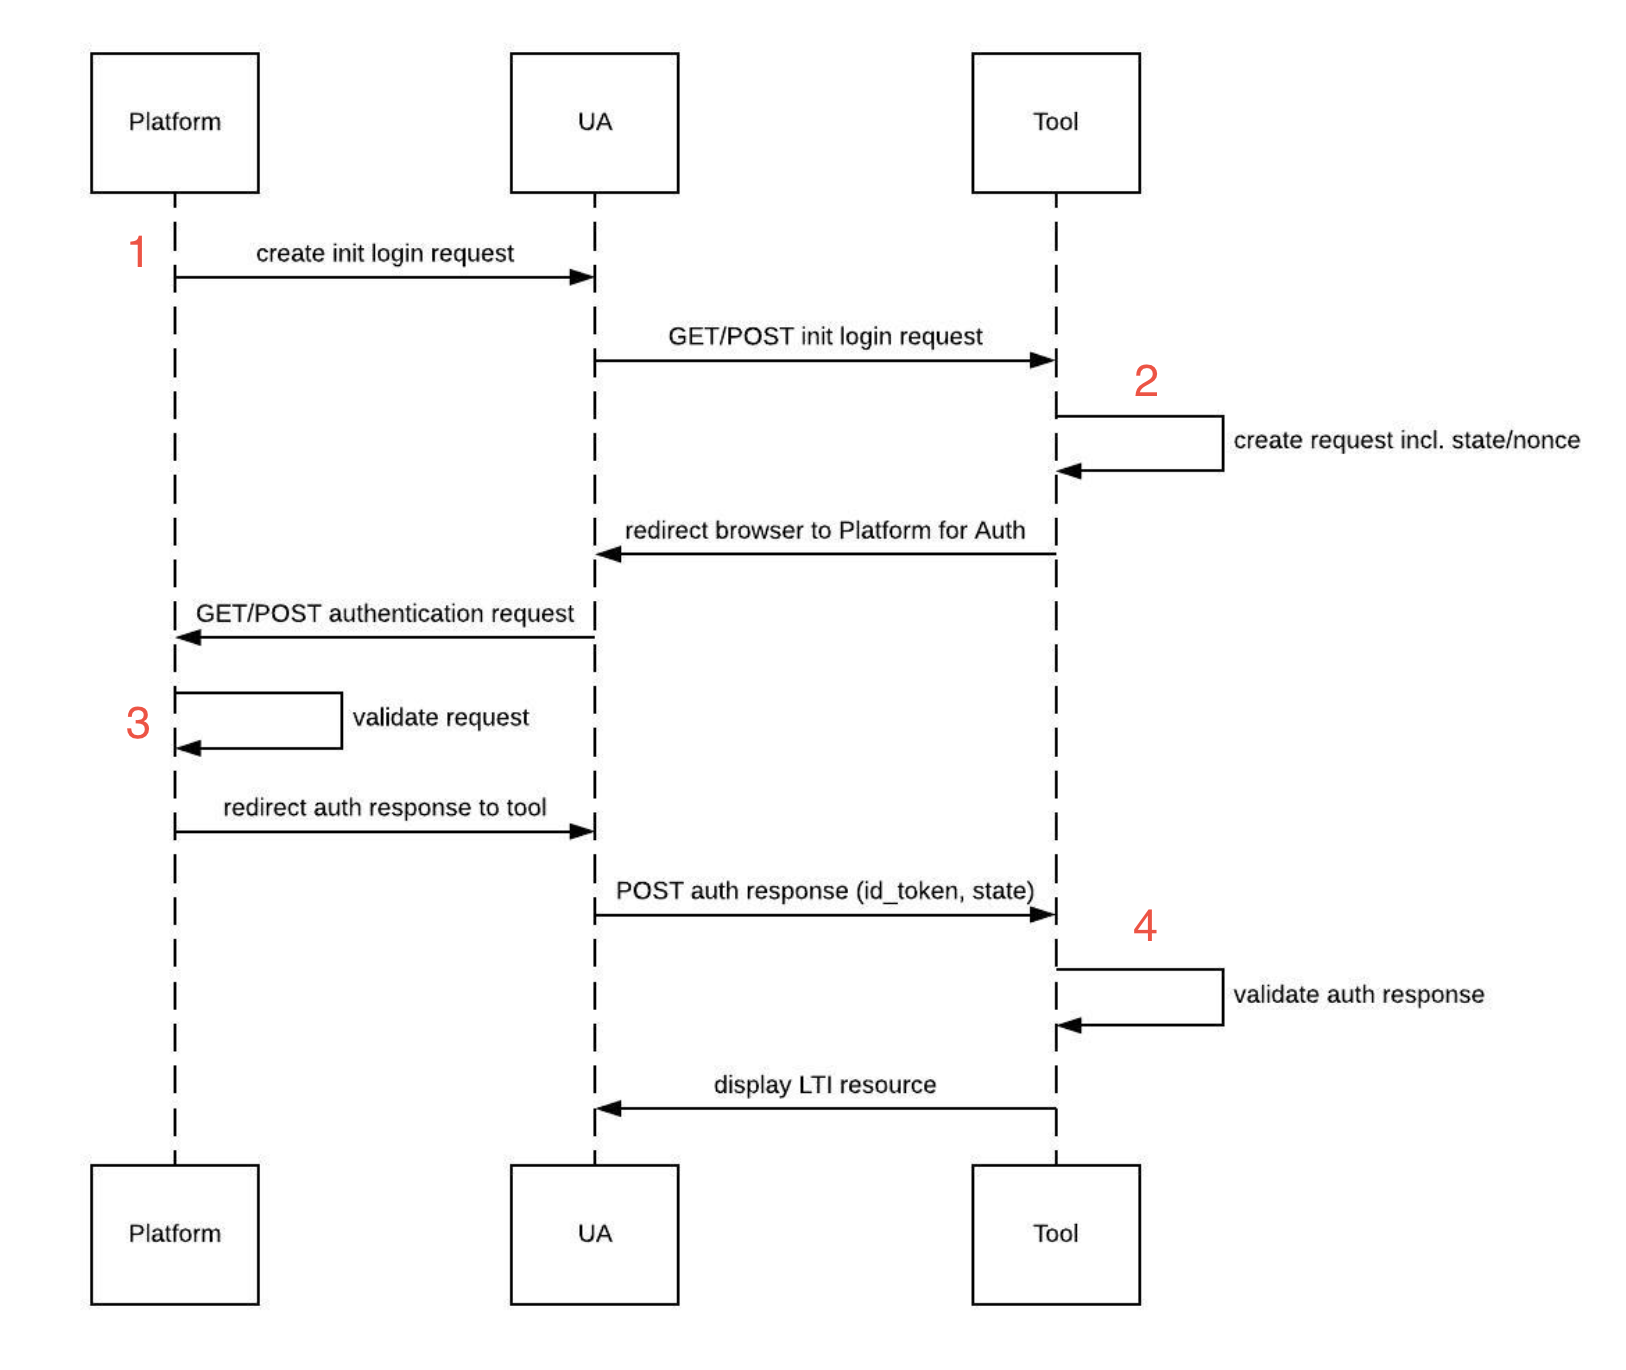 Platform
UA
Tool
1
create init login request
GET/POST init login request
2
create request incl. state/nonce
redirect browser to Platform for Auth
GET/POST authentication request
3
validate request
redirect auth response to tool
POST auth response (id_token, state)
4
validate auth response
display LTI resource
Platform
UA
Tool